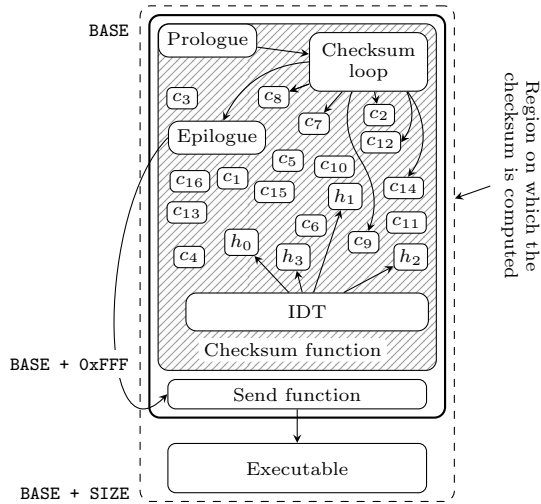 BASE
Prologue
Checksum
loop
c3
c8
c7
c2
c12
Epilogue
c5
c10
c16
c1
c15
h1
c14
c13
c6
c11
c4
h0
h3
c9
h2
IDT
Checksum function
BASE + 0xFFF
Send function
Executable
BASE + SIZE
Region on which the
checksum is computed